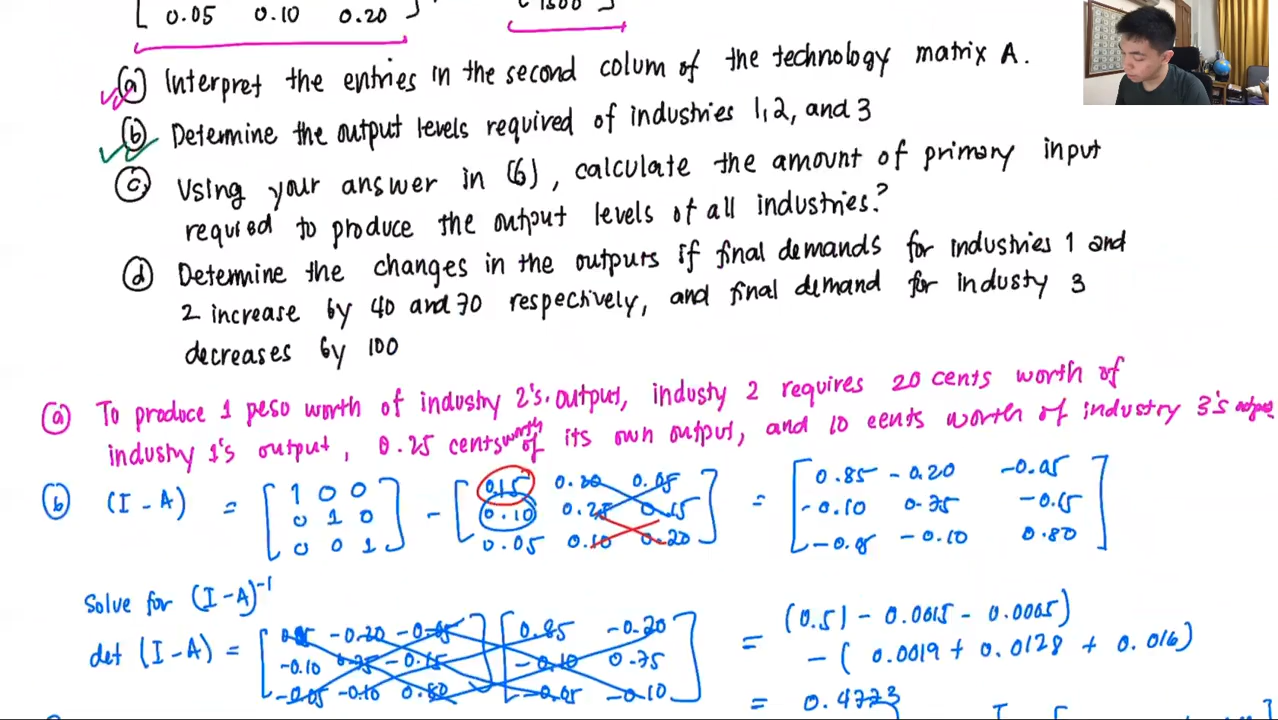 0.05 0.10 0.20
1500
(a) Interpret the entries in the second colum of the technology matrix A.
(b) Determine the output levels required of industries 1,2, and 3
(c) Using your answer in (b), calculate the amount of primary input
required to produce the output levels of all industries?
(d) Determine the changes in the outputs if final demands for industries 1 and
2 increase by 40 and 70 respectively, and final demand for industy 3
decreases by 100
(a) To produce 1 peso worth of industry 2's output, industy 2 requires 20 cents worth of
industry 1's output, 0.25 cents worth of its own output, and 10 cents worth of industry 3's output
(b) (I - A) = [ 1 0 0 ] - [ 0.15 0.20 0.05 ] = [ 0.85 - 0.20 -0.05 ]
0 1 0 0.10 0.25 0.15 -0.10 0.75 -0.15
0 0 1 0.05 0.10 0.20 -0.05 -0.10 0.80
Solve for (I-A)⁻¹
det (I-A) = [ 0.85 -0.20 -0.05 ] [ 0.85 -0.20 ] = (0.51 - 0.0015 - 0.0005)
-0.10 0.75 -0.15 -0.10 0.75 - ( 0.0019 + 0.0128 + 0.016)
-0.05 -0.10 0.80 -0.05 -0.10 = 0.4773